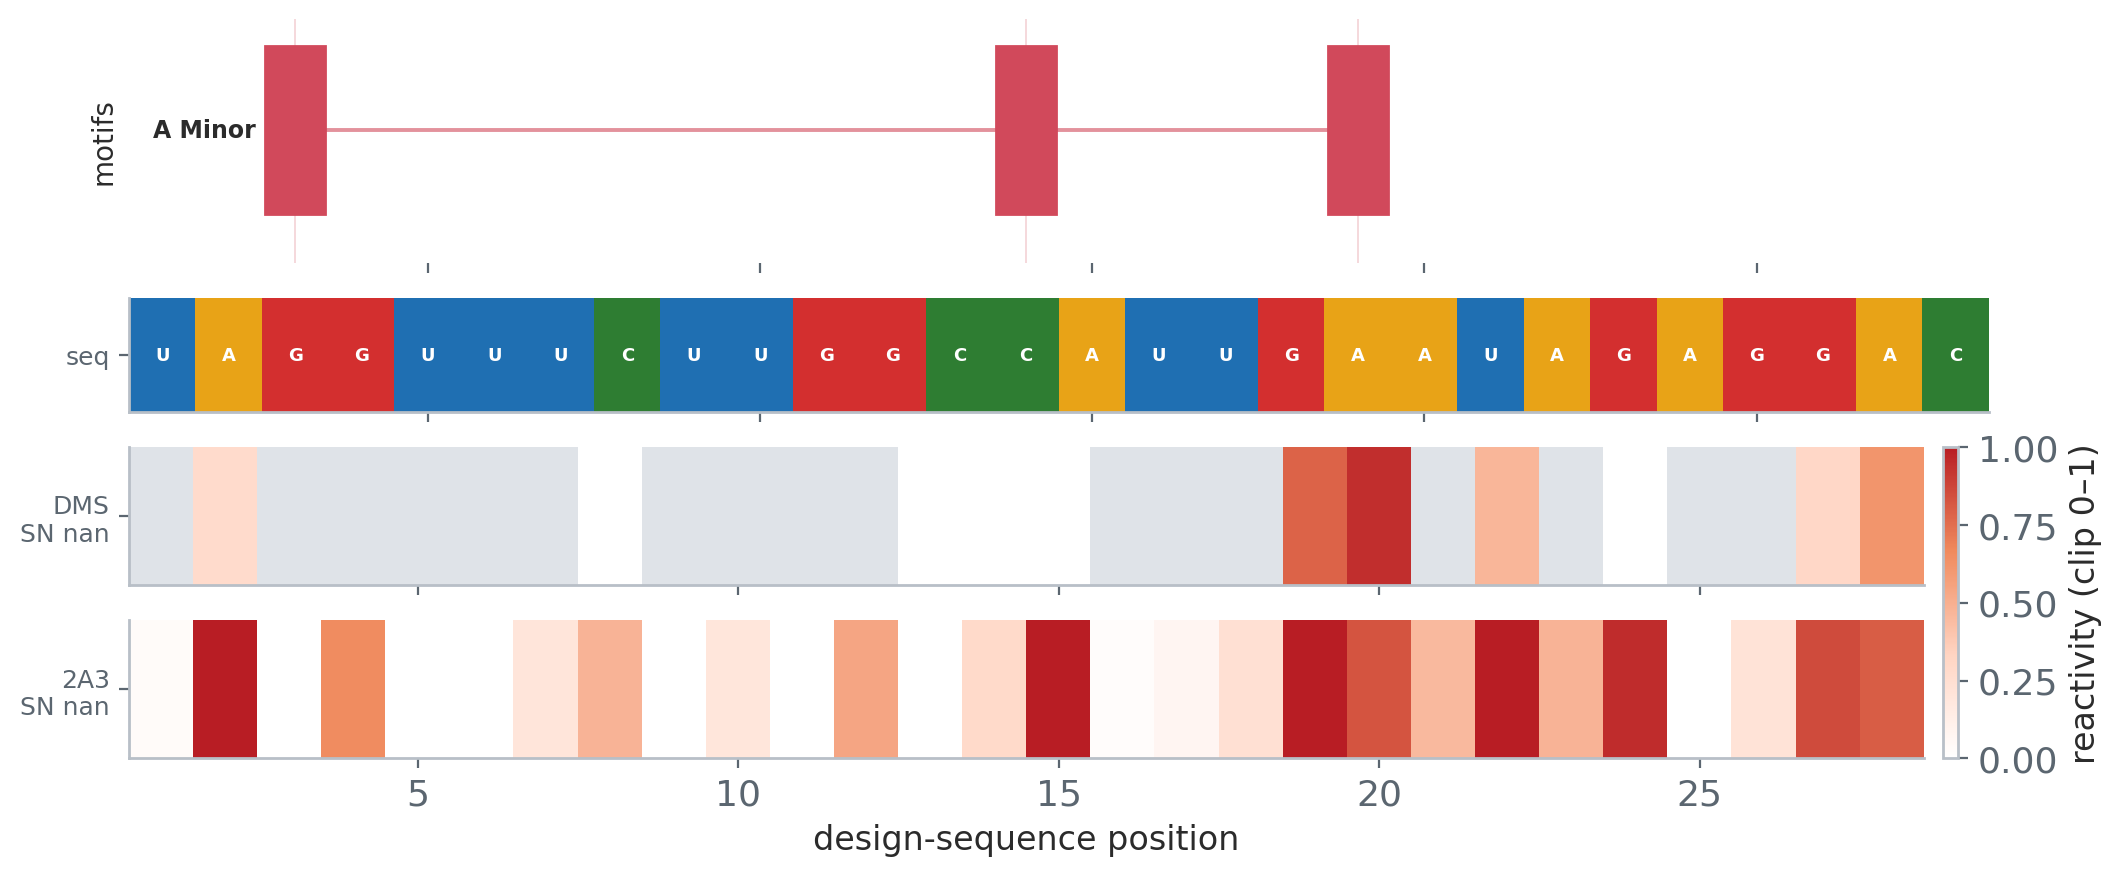 motifs
A Minor
seq
U A G G U U U C U U G G C C A U U G A A U A G A G G A C
DMS
SN nan
2A3
SN nan
1.00
0.75
0.50
0.25
0.00
reactivity (clip 0–1)
5 10 15 20 25
design-sequence position